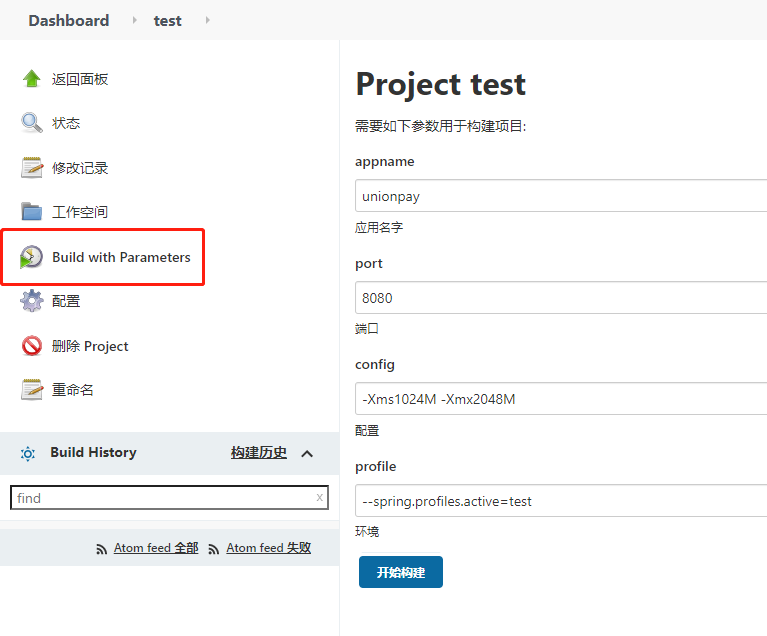 Dashboard test
返回面板
状态
修改记录
工作空间
Build with Parameters
配置
删除 Project
重命名
Build History 构建历史
find x
Atom feed 全部 Atom feed 失败
Project test
需要如下参数用于构建项目:
appname
unionpay
应用名字
port
8080
端口
config
-Xms1024M -Xmx2048M
配置
profile
--spring.profiles.active=test
环境
开始构建